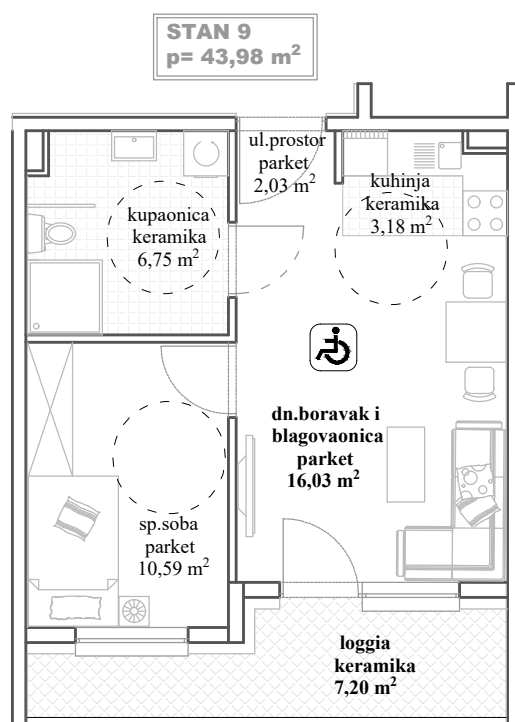 STAN 9
p= 43,98 m²
ul.prostor
parket
2,03 m²
kuhinja
keramika
3,18 m²
kupaonica
keramika
6,75 m²
dn.boravak i
blagovaonica
parket
16,03 m²
sp.soba
parket
10,59 m²
loggia
keramika
7,20 m²